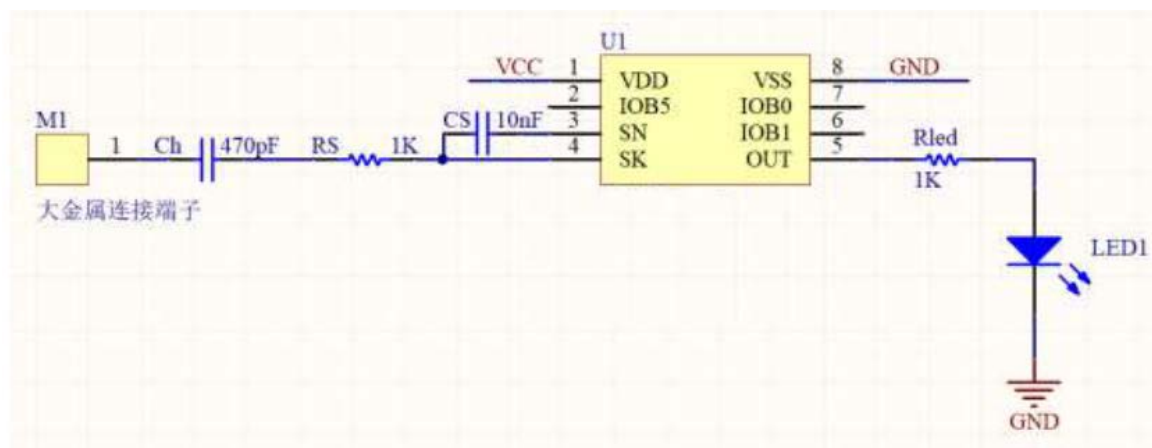 U1
VCC 1 VDD VSS 8 GND
2 IOB5 IOB0 7
M1 CS 10nF 3 SN IOB1 6
1 Ch 470pF RS 1K 4 SK OUT 5 Rled
1K
大金属连接端子
LED1
GND